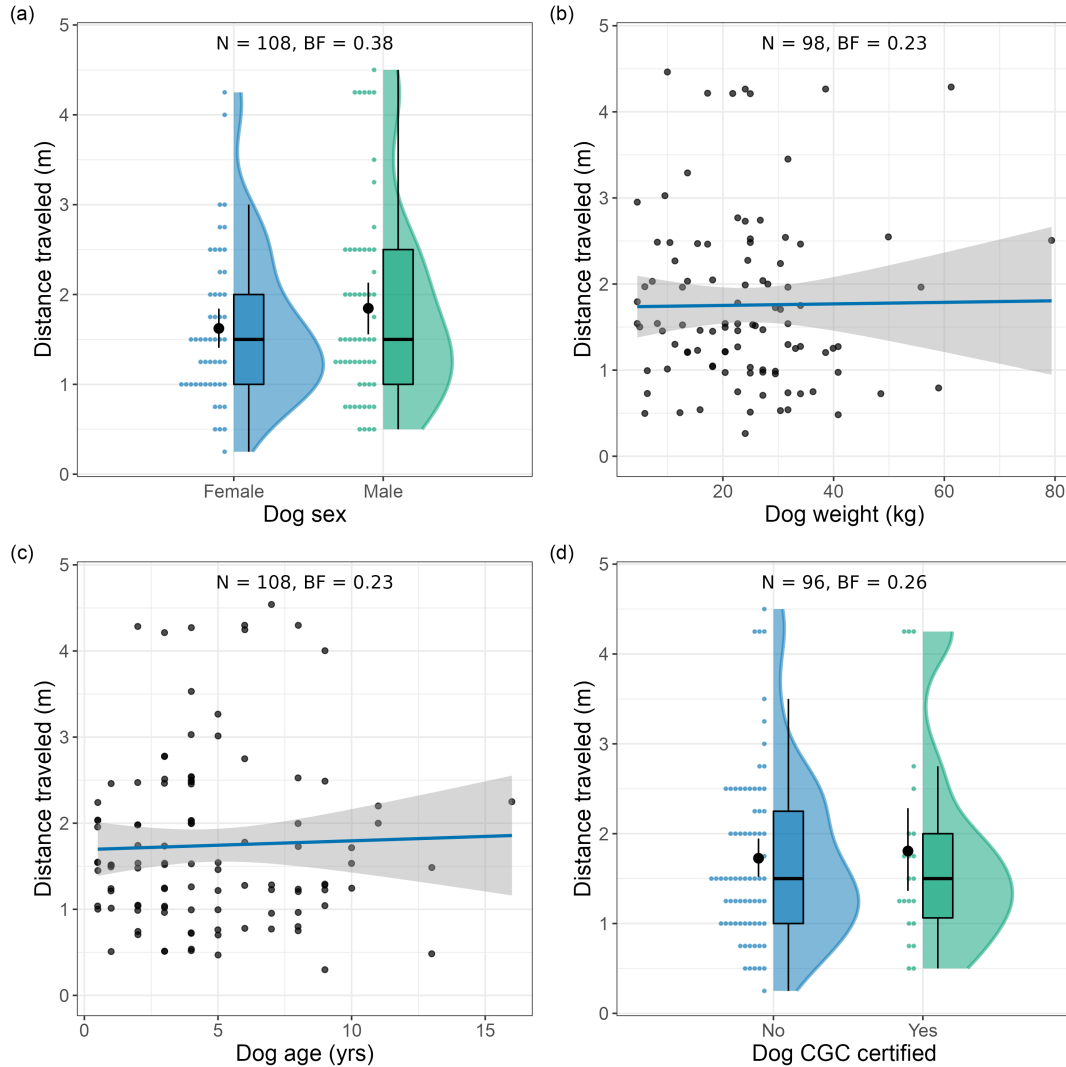 (a)
N = 108, BF = 0.38
Distance traveled (m)
5
4
3
2
1
0
Female
Male
Dog sex
(b)
N = 98, BF = 0.23
Distance traveled (m)
5
4
3
2
1
0
20
40
60
80
Dog weight (kg)
(c)
N = 108, BF = 0.23
Distance traveled (m)
5
4
3
2
1
0
0
5
10
15
Dog age (yrs)
(d)
N = 96, BF = 0.26
Distance traveled (m)
5
4
3
2
1
0
No
Yes
Dog CGC certified